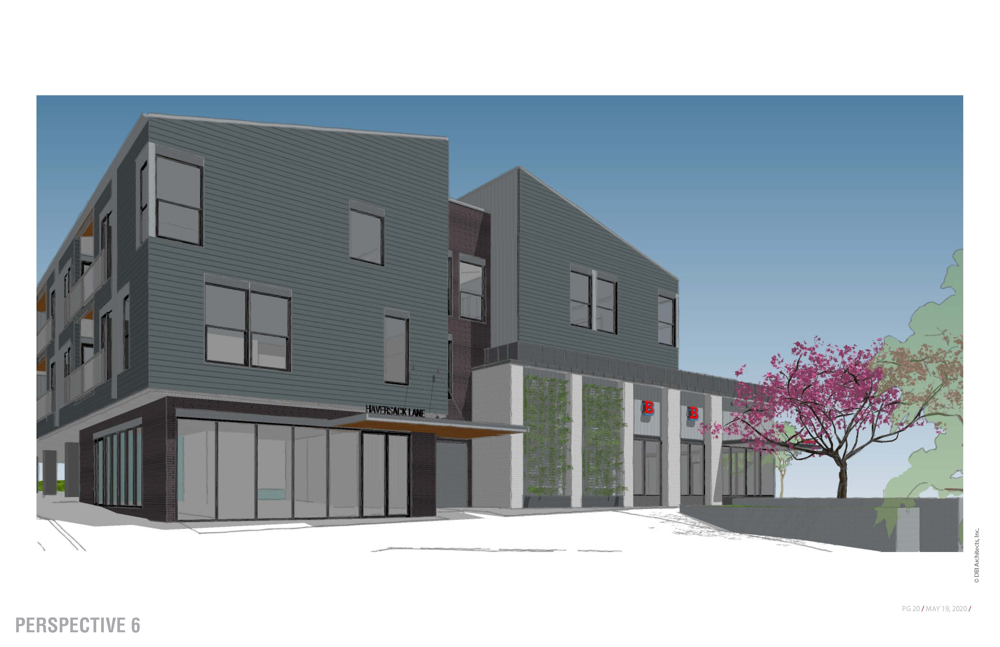 HAVERSACK LANE
B
B
© DBI Architects, Inc.
PG 20 / MAY 19, 2020 /
PERSPECTIVE 6